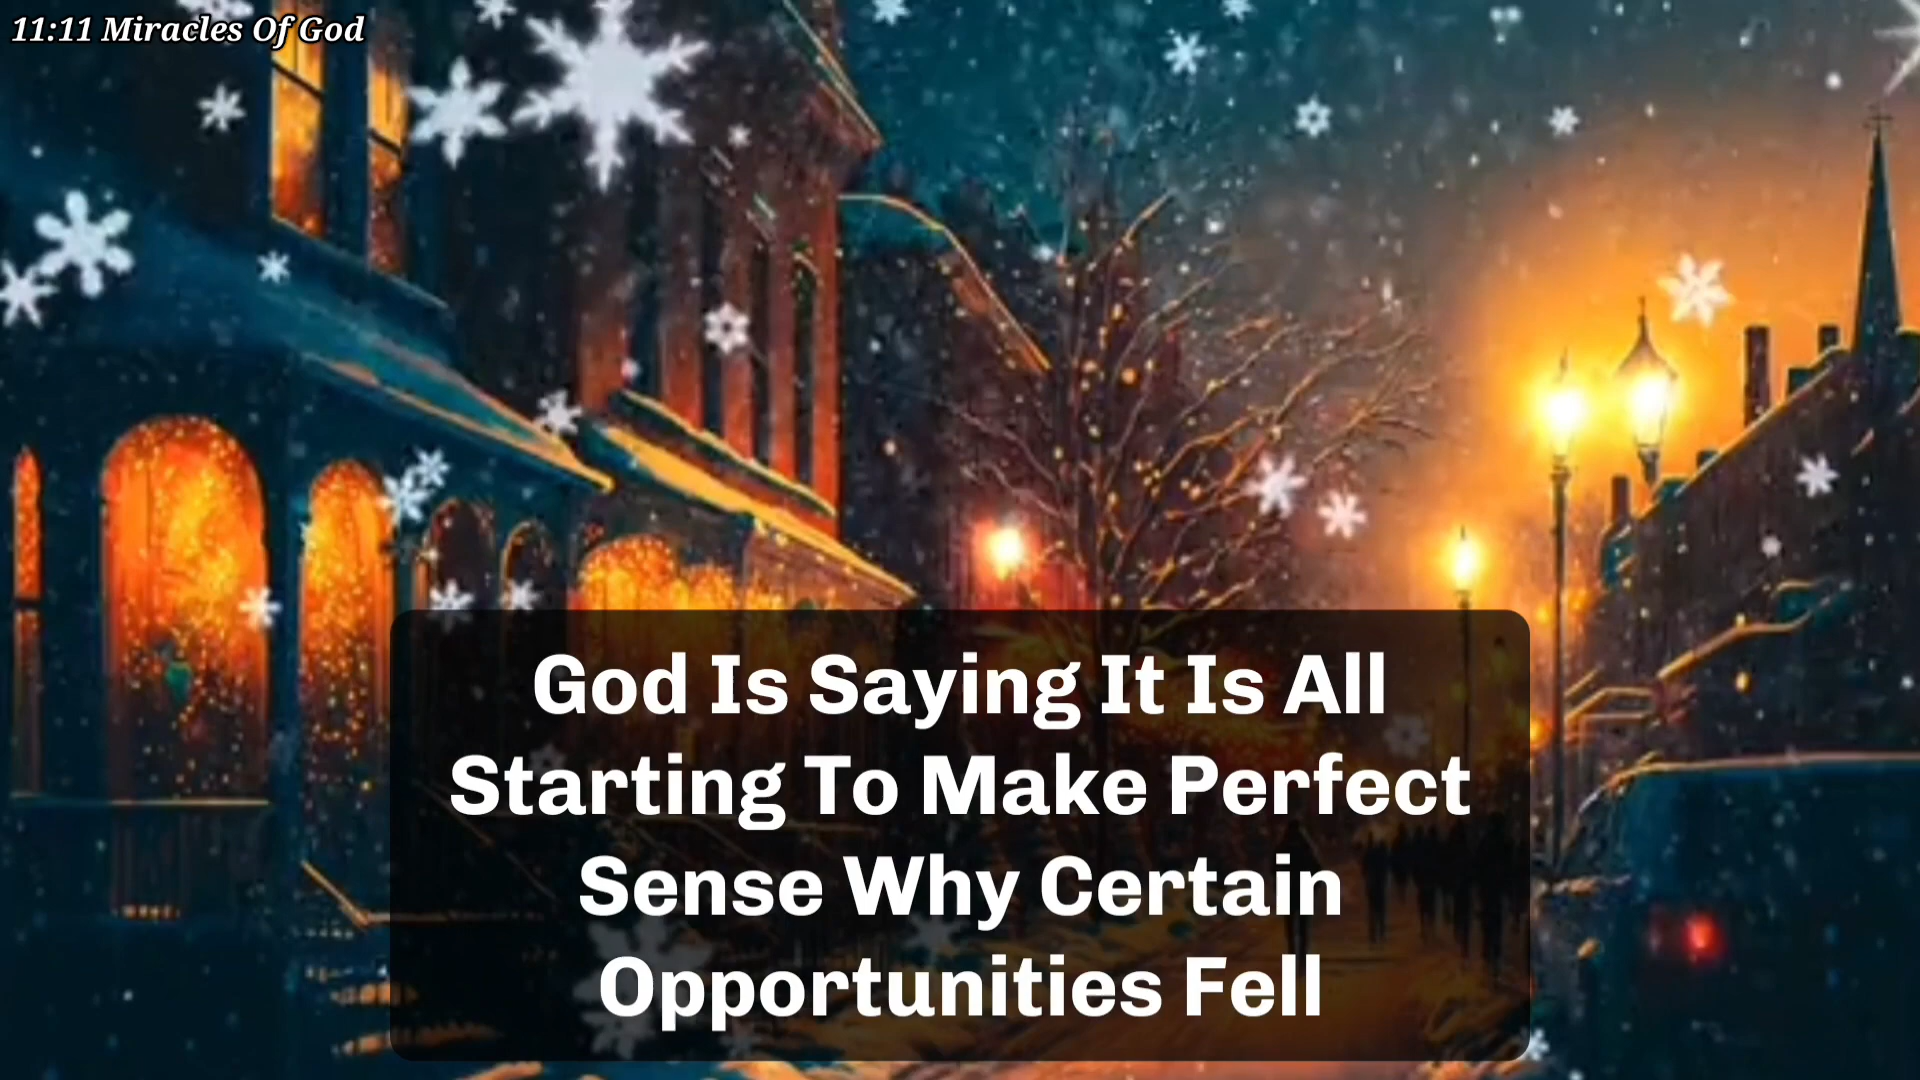 11:11 Miracles Of God
God Is Saying It Is All
Starting To Make Perfect
Sense Why Certain
Opportunities Fell